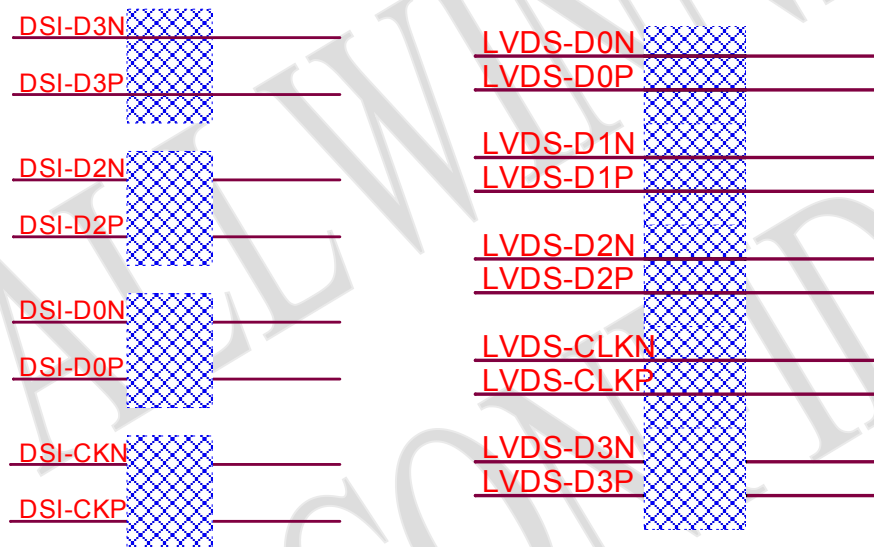 DSI-D3N
DSI-D3P
DSI-D2N
DSI-D2P
DSI-D0N
DSI-D0P
DSI-CKN
DSI-CKP
LVDS-D0N
LVDS-D0P
LVDS-D1N
LVDS-D1P
LVDS-D2N
LVDS-D2P
LVDS-CLKN
LVDS-CLKP
LVDS-D3N
LVDS-D3P